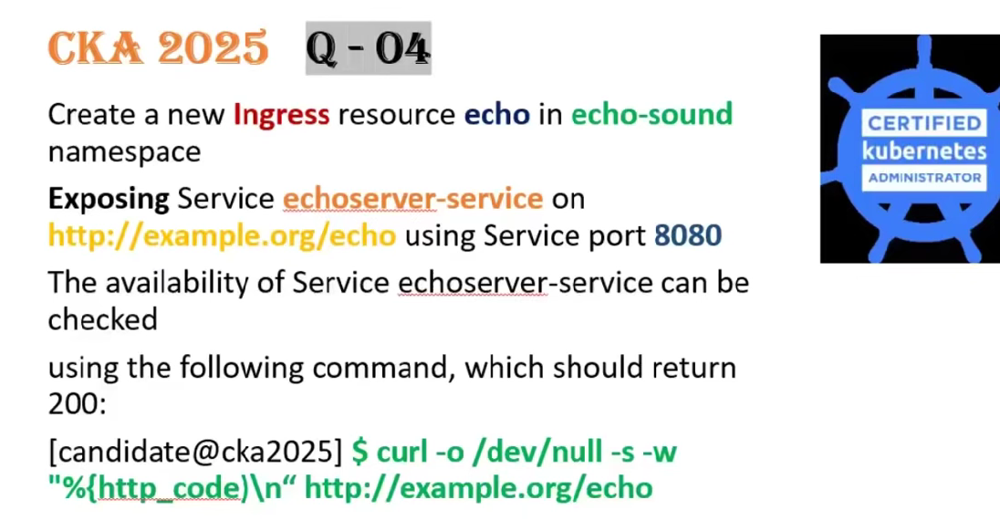 CKA 2025 Q - 04
Create a new Ingress resource echo in echo-sound
namespace
Exposing Service echoserver-service on
http://example.org/echo using Service port 8080
The availability of Service echoserver-service can be
checked
using the following command, which should return
200:
[candidate@cka2025] $ curl -o /dev/null -s -w
"%{http_code)\n“ http://example.org/echo
CERTIFIED
kubernetes
ADMINISTRATOR